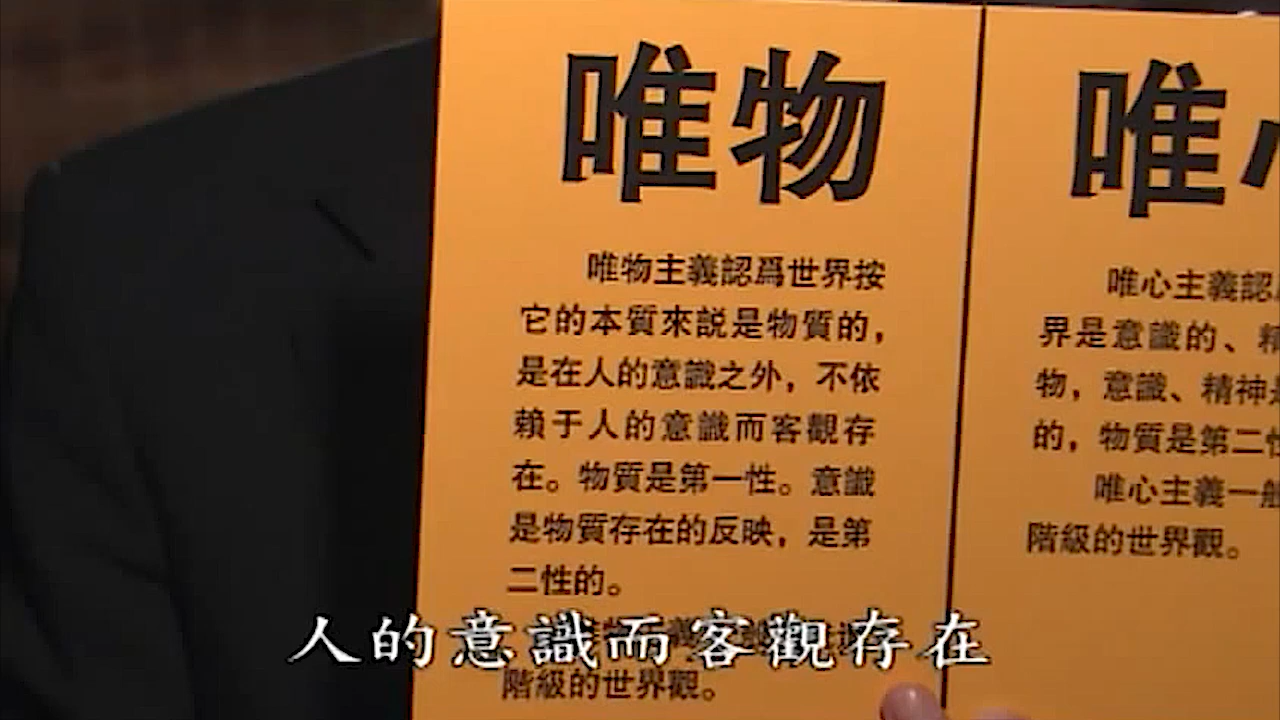 唯物
唯物主義認爲世界按
它的本質來説是物質的，
是在人的意識之外，不依
賴于人的意識而客觀存
在。物質是第一性。意識
是物質存在的反映，是第
二性的。
階級的世界觀。
唯
唯心主義認
界是意識的、精
物，意識、精神是
的，物質是第二性
唯心主義一般
階級的世界觀。
人的意識而客觀存在